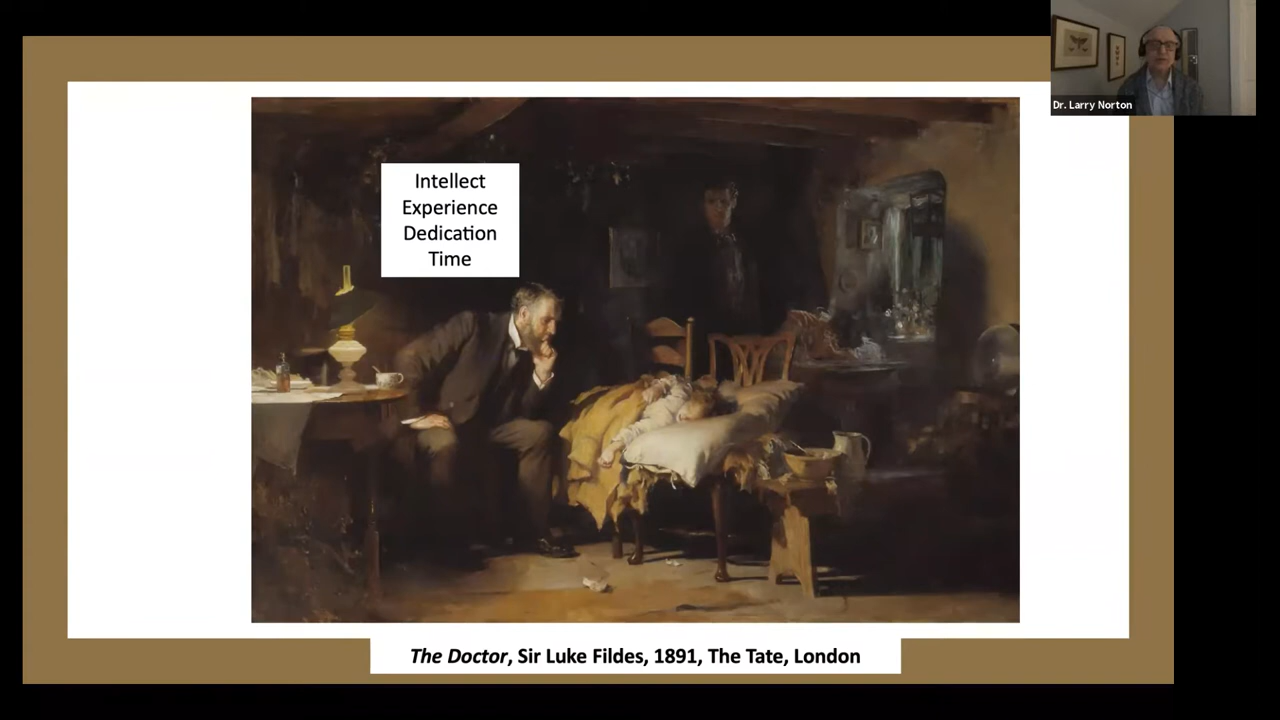 Dr. Larry Norton
Intellect
Experience
Dedication
Time
The Doctor, Sir Luke Fildes, 1891, The Tate, London